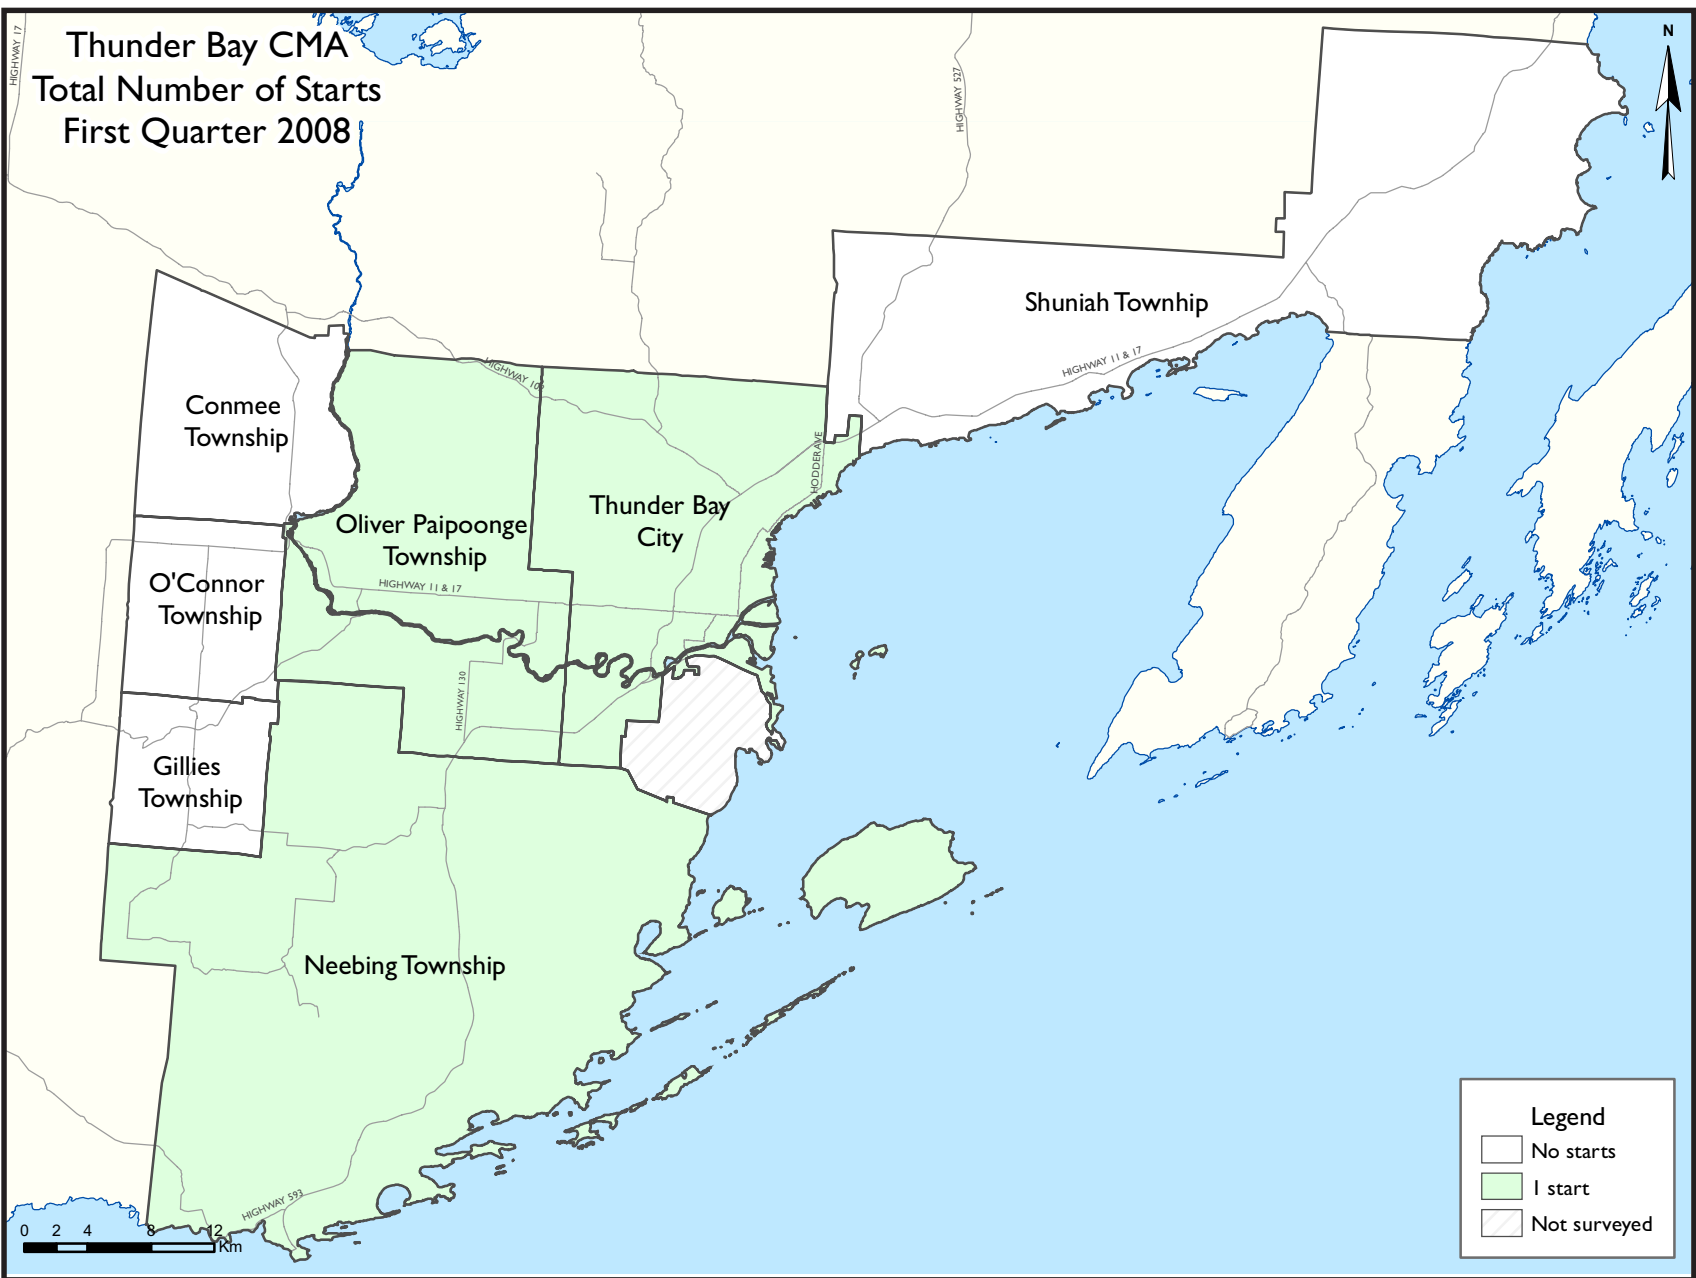 Thunder Bay CMA
Total Number of Starts
First Quarter 2008
N
HIGHWAY 17
HIGHWAY 527
Shuniah Townhip
HIGHWAY 11 & 17
HIGHWAY 10
Conmee
Township
HODDER AVE
Thunder Bay
City
Oliver Paipoonge
Township
HIGHWAY 11 & 17
O'Connor
Township
HIGHWAY 130
Gillies
Township
Neebing Township
HIGHWAY 593
Legend
No starts
1 start
Not surveyed
0 2 4 8 12
Km